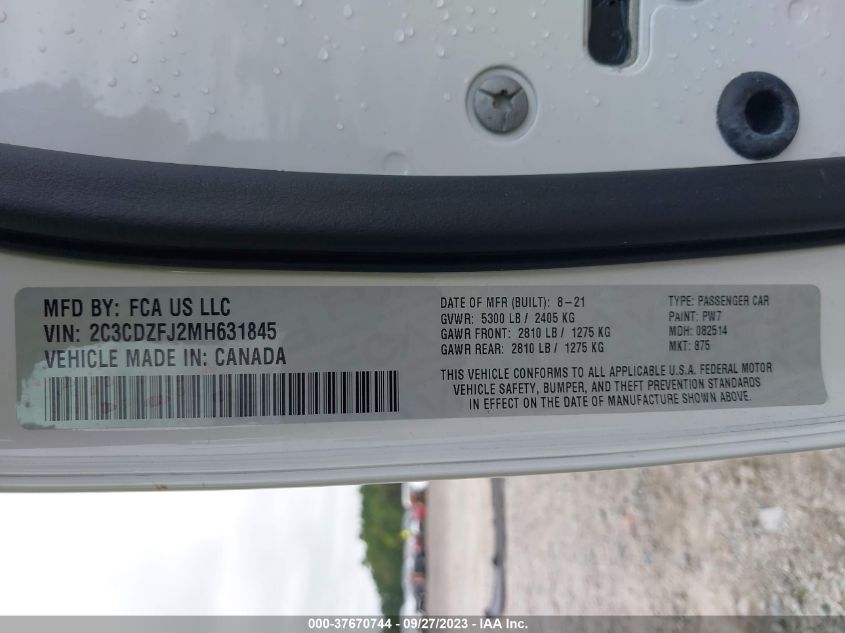 MFD BY: FCA US LLC
VIN: 2C3CDZFJ2MH631845
VEHICLE MADE IN: CANADA
DATE OF MFR (BUILT): 8-21
GVWR: 5300 LB / 2405 KG
GAWR FRONT: 2810 LB / 1275 KG
GAWR REAR: 2810 LB / 1275 KG
TYPE: PASSENGER CAR
PAINT: PW7
MDH: 082514
MKT: 875
THIS VEHICLE CONFORMS TO ALL APPLICABLE U.S.A. FEDERAL MOTOR
VEHICLE SAFETY, BUMPER, AND THEFT PREVENTION STANDARDS
IN EFFECT ON THE DATE OF MANUFACTURE SHOWN ABOVE.
000-37670744 - 09/27/2023 - IAA Inc.